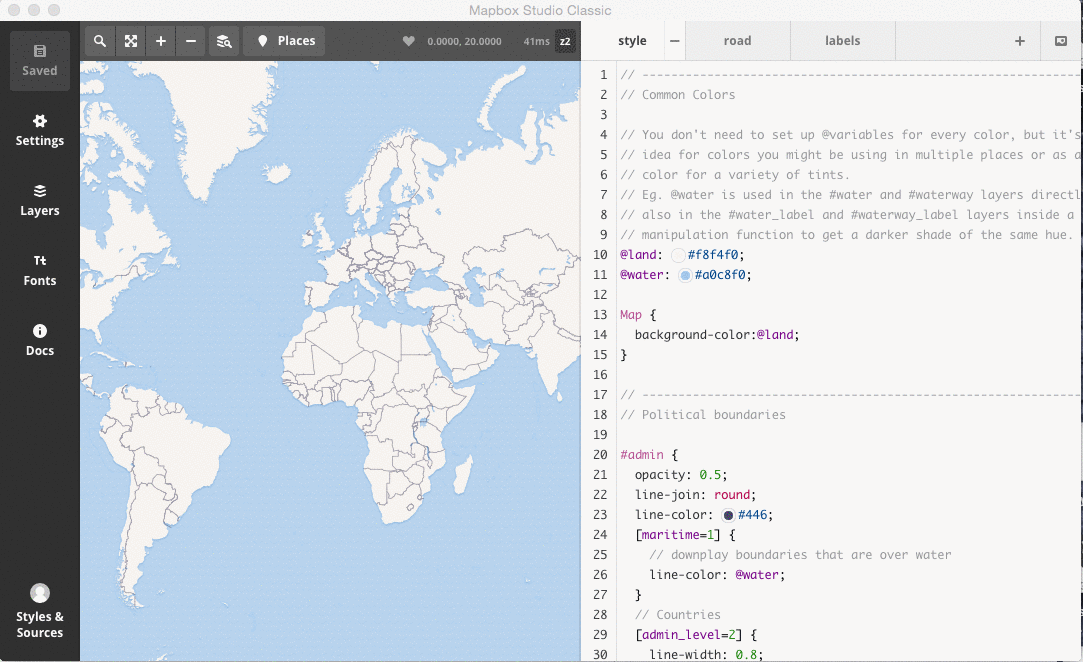 Mapbox Studio Classic
Saved
Settings
Layers
Fonts
Docs
Styles &
Sources
Places
0.0000, 20.0000
41ms
z2
style
road
labels
1 // ----------------------------------------------------------------
2 // Common Colors
3
4 // You don't need to set up @variables for every color, but it's
5 // idea for colors you might be using in multiple places or as a
6 // color for a variety of tints.
7 // Eg. @water is used in the #water and #waterway layers directl
8 // also in the #water_label and #waterway_label layers inside a
9 // manipulation function to get a darker shade of the same hue.
10 @land: #f8f4f0;
11 @water: #a0c8f0;
12
13 Map {
14 background-color:@land;
15 }
16
17 // ----------------------------------------------------------------
18 // Political boundaries
19
20 #admin {
21 opacity: 0.5;
22 line-join: round;
23 line-color: #446;
24 [maritime=1] {
25 // downplay boundaries that are over water
26 line-color: @water;
27 }
28 // Countries
29 [admin_level=2] {
30 line-width: 0.8;